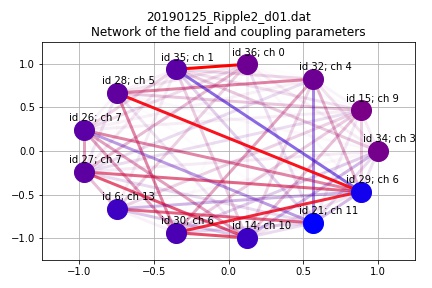 20190125_Ripple2_d01.dat
Network of the field and coupling parameters
id 36; ch 0
id 35; ch 1
id 32; ch 4
id 28; ch 5
id 15; ch 9
id 26; ch 7
id 34; ch 3
id 27; ch 7
id 29; ch 6
id 6; ch 13
id 21; ch 11
id 30; ch 6
id 14; ch 10
1.0
0.5
0.0
−0.5
−1.0
−1.0 −0.5 0.0 0.5 1.0